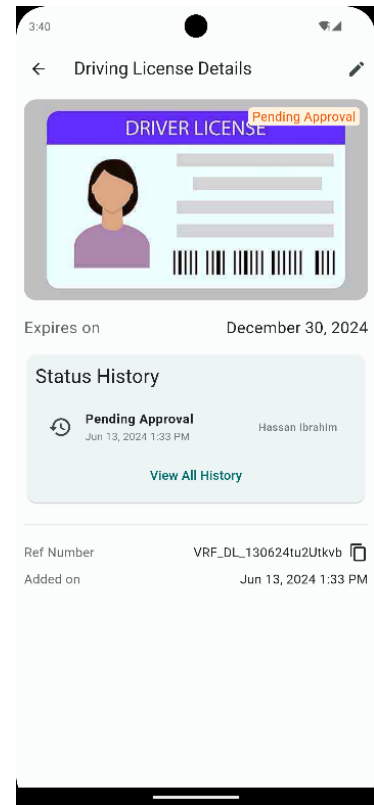 3:40
Driving License Details
Pending Approval
DRIVER LICENSE
Expires on December 30, 2024
Status History
Pending Approval
Jun 13, 2024 1:33 PM
Hassan Ibrahim
View All History
Ref Number VRF_DL_130624tu2Utkvb
Added on Jun 13, 2024 1:33 PM